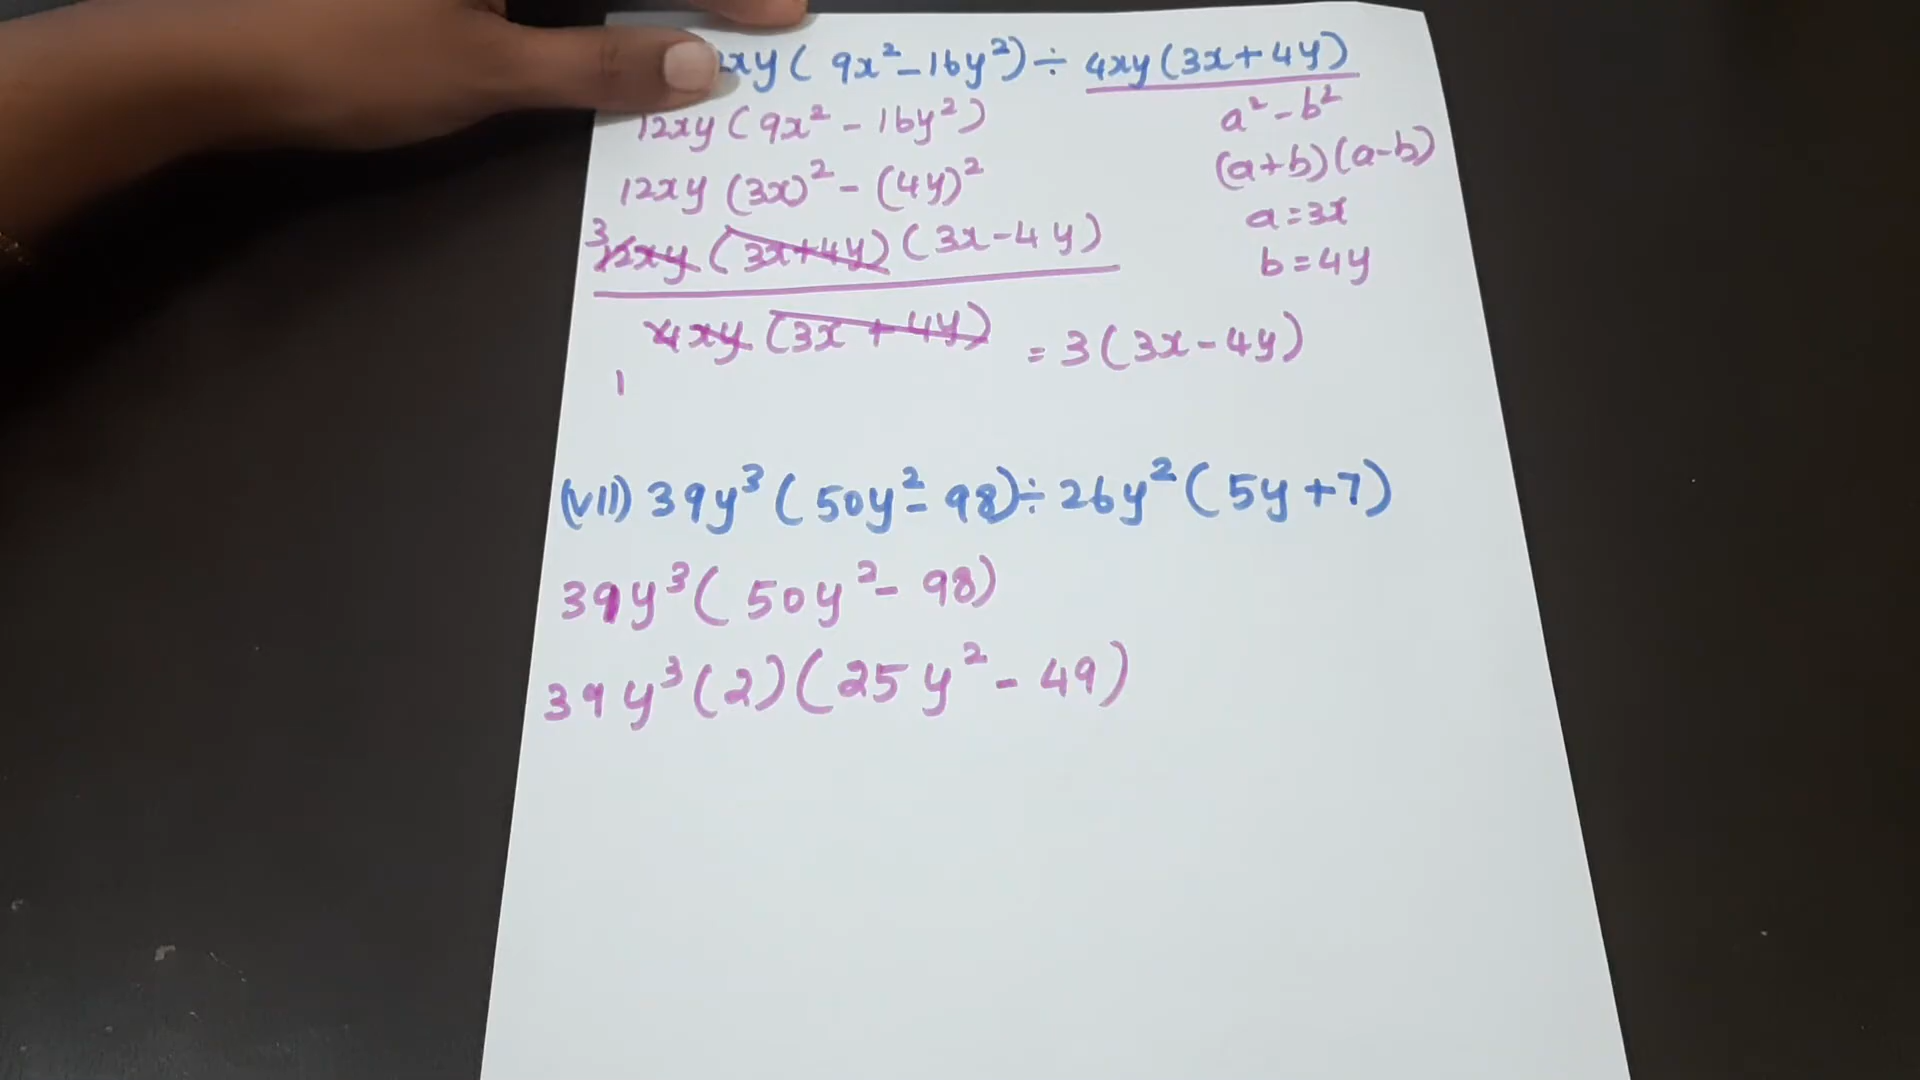 xy ( 9x² - 16y² ) ÷ 4xy ( 3x + 4y )
12xy ( 9x² - 16y² )
a² - b²
12xy (3x)² - (4y)²
(a+b)(a-b)
a = 3x
3
12xy (3x+4y) (3x - 4y)
b = 4y
4xy (3x + 4y) = 3 ( 3x - 4y )
1
(vii) 39y³ ( 50y² - 98 ) ÷ 26y² ( 5y + 7 )
39y³ ( 50y² - 98 )
39y³ (2) ( 25y² - 49 )